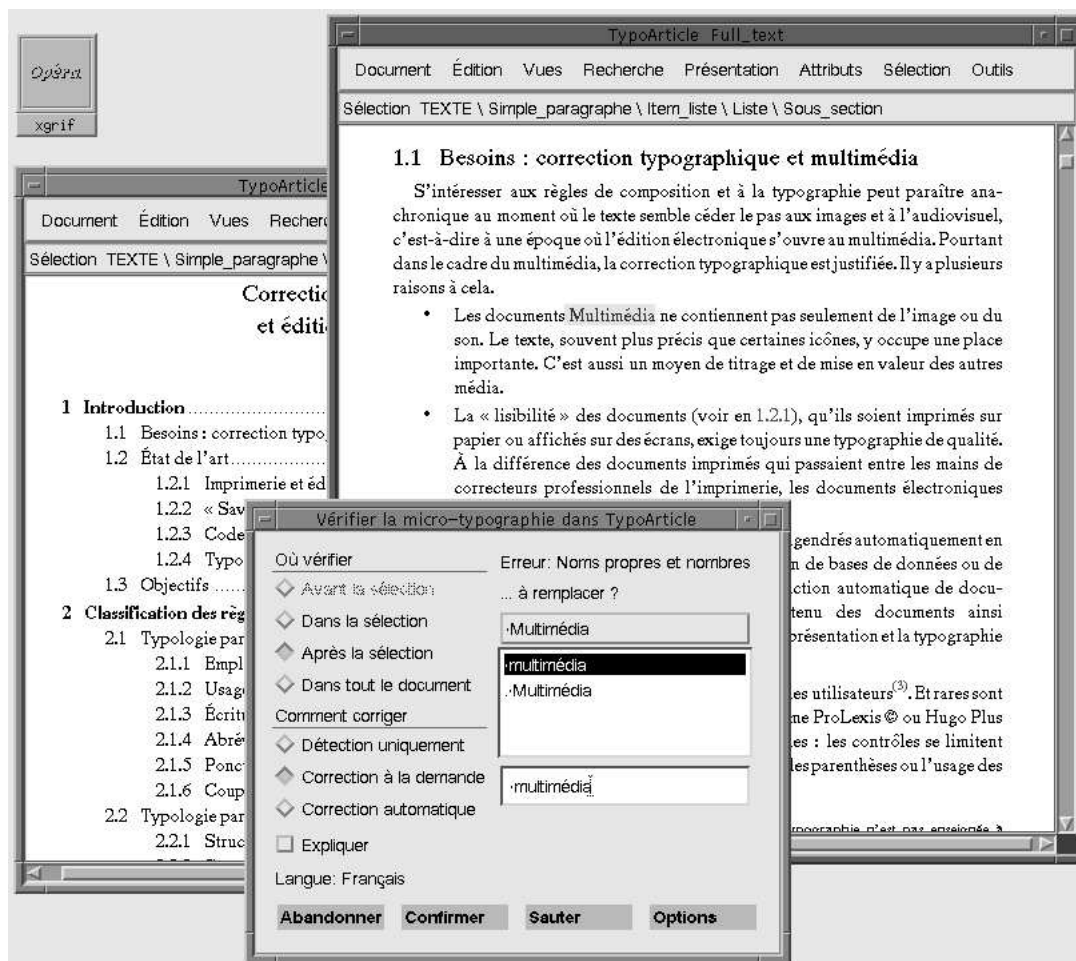 Opéra
xgrif
TypoArticle Full_text
Document Édition Vues Recherche Présentation Attributs Sélection Outils
Sélection TEXTE \ Simple_paragraphe \ Item_liste \ Liste \ Sous_section
1.1 Besoins : correction typographique et multimédia
S'intéresser aux règles de composition et à la typographie peut paraître ana-
chronique au moment où le texte semble céder le pas aux images et à l'audiovisuel,
c'est-à-dire à une époque où l'édition électronique s'ouvre au multimédia. Pourtant
dans le cadre du multimédia, la correction typographique est justifiée. Il y a plusieurs
raisons à cela.
• Les documents Multimédia ne contiennent pas seulement de l'image ou du
son. Le texte, souvent plus précis que certaines icônes, y occupe une place
importante. C'est aussi un moyen de titrage et de mise en valeur des autres
média.
• La « lisibilité » des documents (voir en 1.2.1), qu'ils soient imprimés sur
papier ou affichés sur des écrans, exige toujours une typographie de qualité.
À la différence des documents imprimés qui passaient entre les mains de
correcteurs professionnels de l'imprimerie, les documents électroniques
gendrés automatiquement en
n de bases de données ou de
ction automatique de docu-
tenu des documents ainsi
présentation et la typographie
es utilisateurs(3). Et rares sont
ne ProLexis © ou Hugo Plus
es : les contrôles se limitent
les parenthèses ou l'usage des
ypographie n'est pas enseignée à
TypoArticle
Document Édition Vues Recher
Sélection TEXTE \ Simple_paragraphe \
Correctio
et éditi
1 Introduction
1.1 Besoins : correction typo
1.2 État de l'art
1.2.1 Imprimerie et éd
1.2.2 « Sav
1.2.3 Code
1.2.4 Typo
1.3 Objectifs
2 Classification des règ
2.1 Typologie par
2.1.1 Empl
2.1.2 Usag
2.1.3 Écritu
2.1.4 Abré
2.1.5 Ponc
2.1.6 Coup
2.2 Typologie par
2.2.1 Struc
Vérifier la micro-typographie dans TypoArticle
Où vérifier
Avant la sélection
Dans la sélection
Après la sélection
Dans tout le document
Comment corriger
Détection uniquement
Correction à la demande
Correction automatique
Expliquer
Langue: Français
Erreur: Noms propres et nombres
... à remplacer ?
·Multimédia
·multimédia
.·Multimédia
·multimédia
Abandonner Confirmer Sauter Options